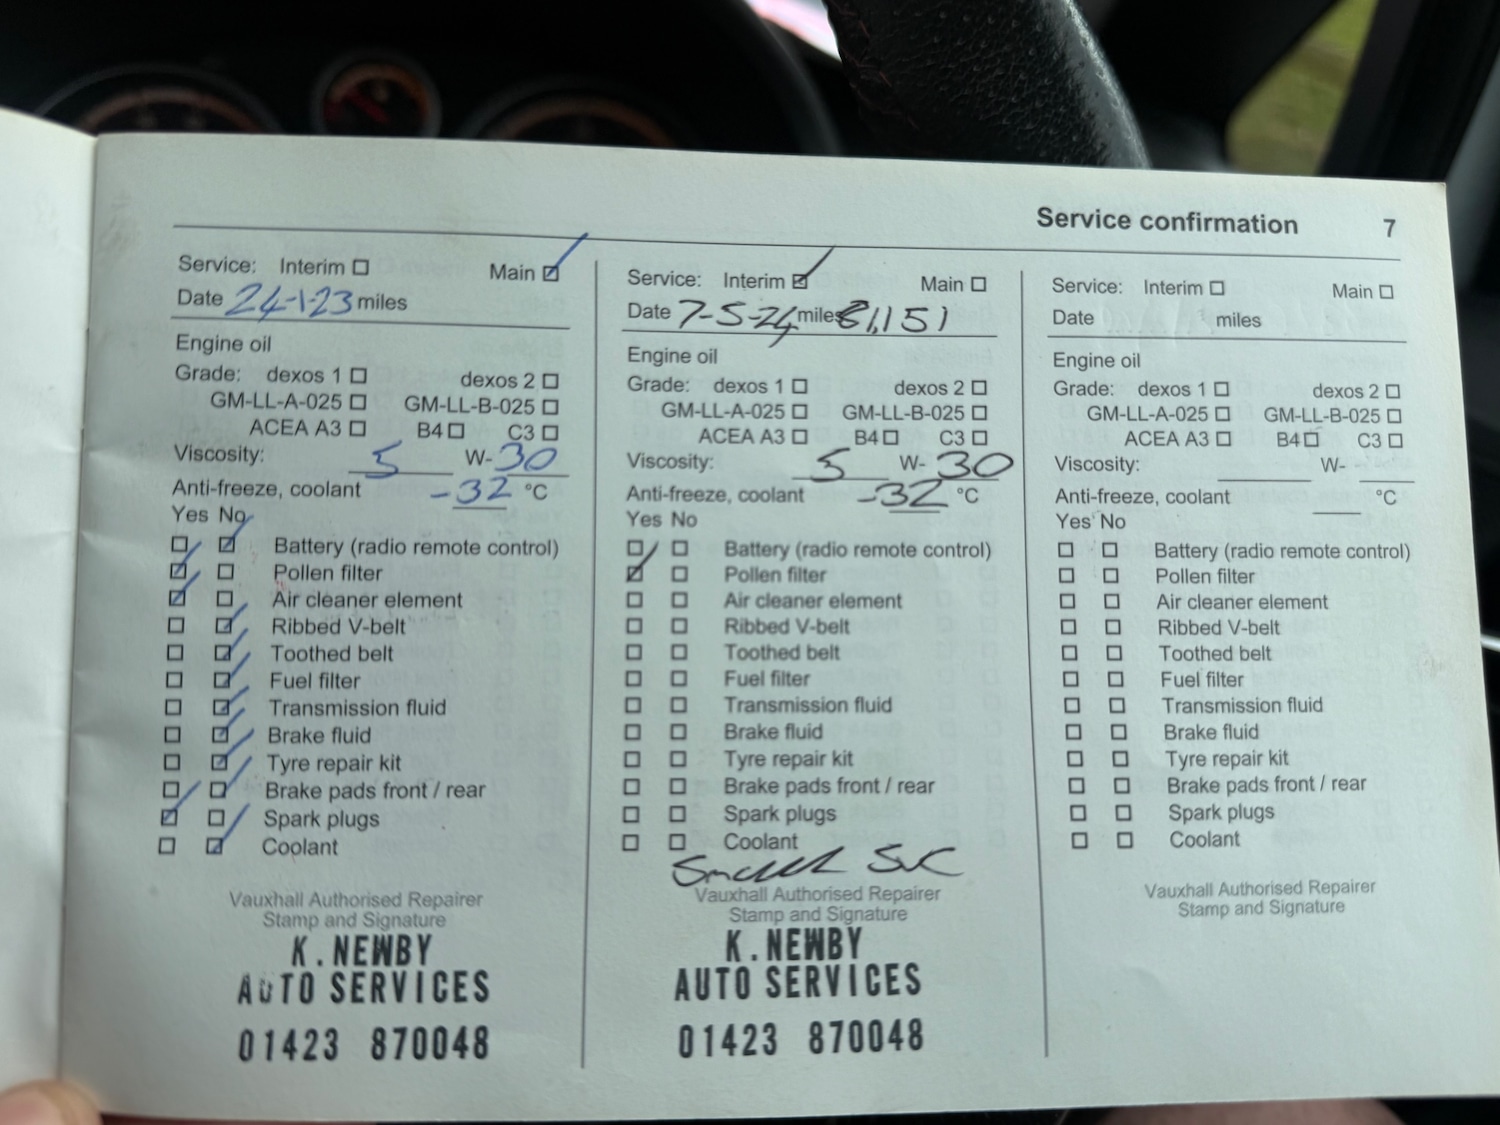 Service confirmation 7
Service: Interim Main
Date 24-1-23 miles
Engine oil
Grade: dexos 1 dexos 2
GM-LL-A-025 GM-LL-B-025
ACEA A3 B4 C3
Viscosity: 5 W-30
Anti-freeze, coolant -32 °C
Yes No
Battery (radio remote control)
Pollen filter
Air cleaner element
Ribbed V-belt
Toothed belt
Fuel filter
Transmission fluid
Brake fluid
Tyre repair kit
Brake pads front / rear
Spark plugs
Coolant
Vauxhall Authorised Repairer
Stamp and Signature
K. NEWBY
AUTO SERVICES
01423 870048
Service: Interim Main
Date 7-5-24 miles 81,151
Engine oil
Grade: dexos 1 dexos 2
GM-LL-A-025 GM-LL-B-025
ACEA A3 B4 C3
Viscosity: 5 W-30
Anti-freeze, coolant -32 °C
Yes No
Battery (radio remote control)
Pollen filter
Air cleaner element
Ribbed V-belt
Toothed belt
Fuel filter
Transmission fluid
Brake fluid
Tyre repair kit
Brake pads front / rear
Spark plugs
Coolant
Vauxhall Authorised Repairer
Stamp and Signature
K. NEWBY
AUTO SERVICES
01423 870048
Service: Interim Main
Date miles
Engine oil
Grade: dexos 1 dexos 2
GM-LL-A-025 GM-LL-B-025
ACEA A3 B4 C3
Viscosity: W-
Anti-freeze, coolant °C
Yes No
Battery (radio remote control)
Pollen filter
Air cleaner element
Ribbed V-belt
Toothed belt
Fuel filter
Transmission fluid
Brake fluid
Tyre repair kit
Brake pads front / rear
Spark plugs
Coolant
Vauxhall Authorised Repairer
Stamp and Signature